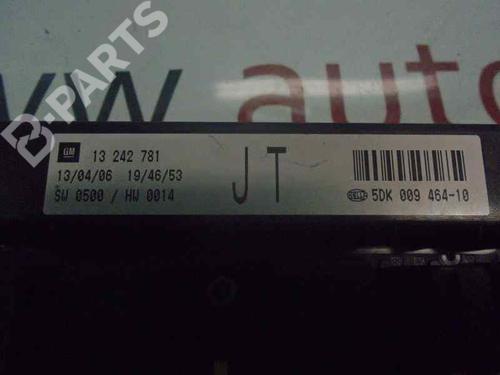 B-PARTS
w.auto
GM 13 242 781
13/04/06 19/46/53
SW 0500 / HW 0014
JT
HELLA 5DK 009 464-10